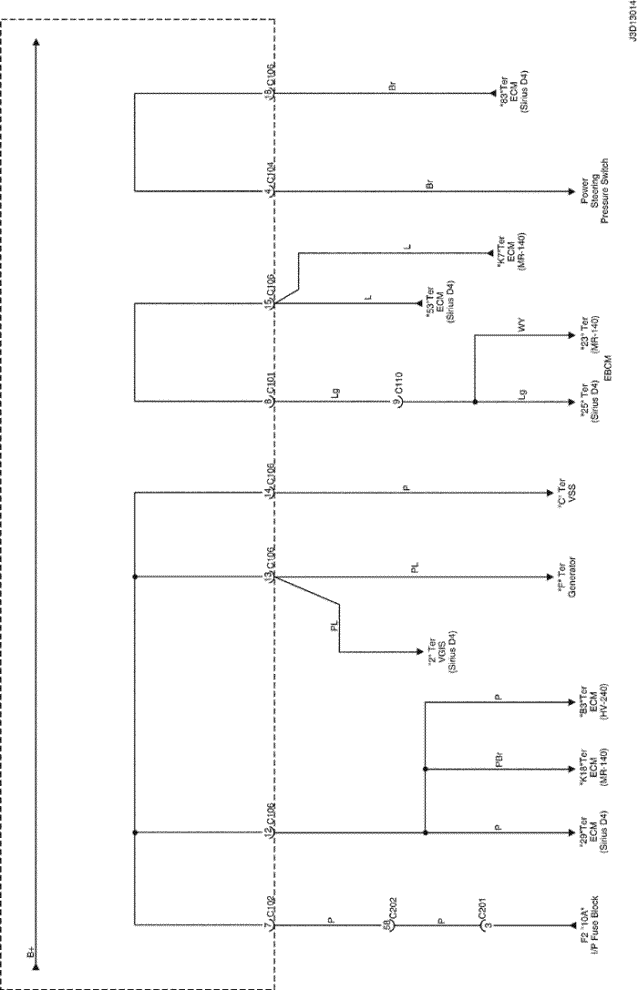 J3D13014
B+
18 C106
Br
"83"Ter
ECM
(Sirius D4)
4 C104
Br
Power
Steering
Pressure Switch
15 C106
L
"K7"Ter
ECM
(MR-140)
L
"53"Ter
ECM
(Sirius D4)
8 C101
Lg
9 C110
WY
"23" Ter
(MR-140)
Lg
"25" Ter
(Sirius D4)
EBCM
14 C106
P
"C" Ter
VSS
13 C106
PL
"F" Ter
Generator
PL
"2" Ter
VGIS
(Sirius D4)
12 C106
P
"B3"Ter
ECM
(HV-240)
PBr
"K18"Ter
ECM
(MR-140)
P
"29"Ter
ECM
(Sirius D4)
7 C102
P
58 C202
P
3 C201
F2 "10A"
I/P Fuse Block